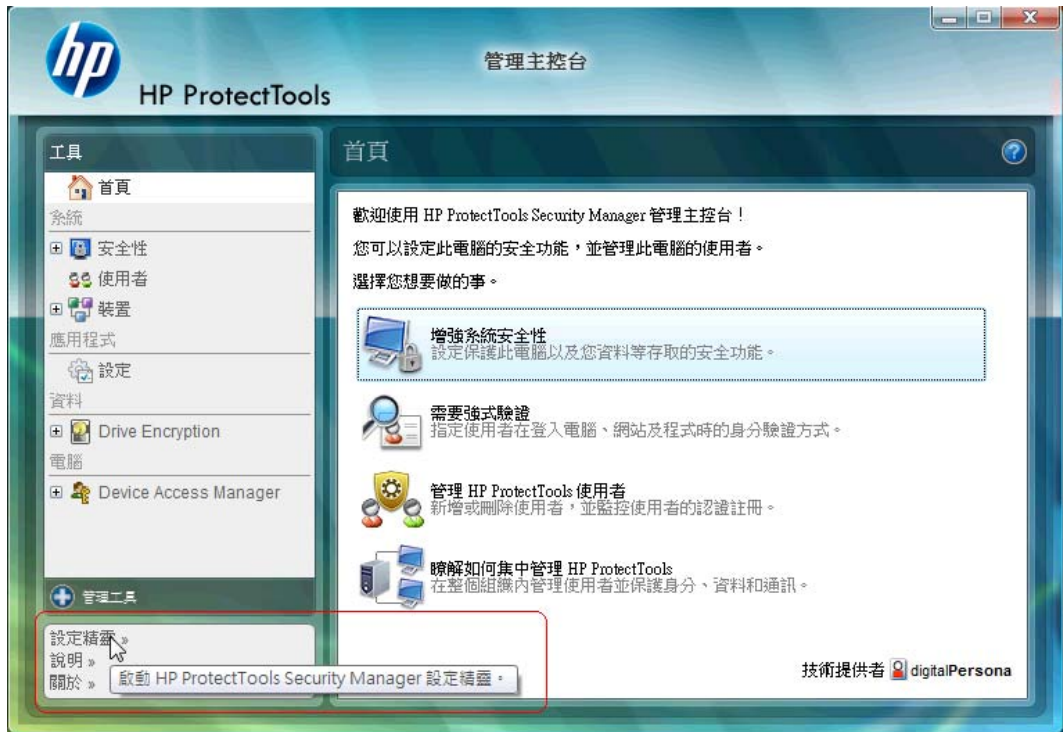 hp
管理主控台
HP ProtectTools
工具
首頁
系統
安全性
使用者
裝置
應用程式
設定
資料
Drive Encryption
電腦
Device Access Manager
管理工具
設定精靈 »
說明 »
關於 »
啟動 HP ProtectTools Security Manager 設定精靈。
首頁
?
歡迎使用 HP ProtectTools Security Manager 管理主控台！
您可以設定此電腦的安全功能，並管理此電腦的使用者。
選擇您想要做的事。
增強系統安全性
設定保護此電腦以及您資料等存取的安全功能。
需要強式驗證
指定使用者在登入電腦、網站及程式時的身分驗證方式。
管理 HP ProtectTools 使用者
新增或刪除使用者，並監控使用者的認證註冊。
瞭解如何集中管理 HP ProtectTools
在整個組織內管理使用者並保護身分、資料和通訊。
技術提供者 digitalPersona